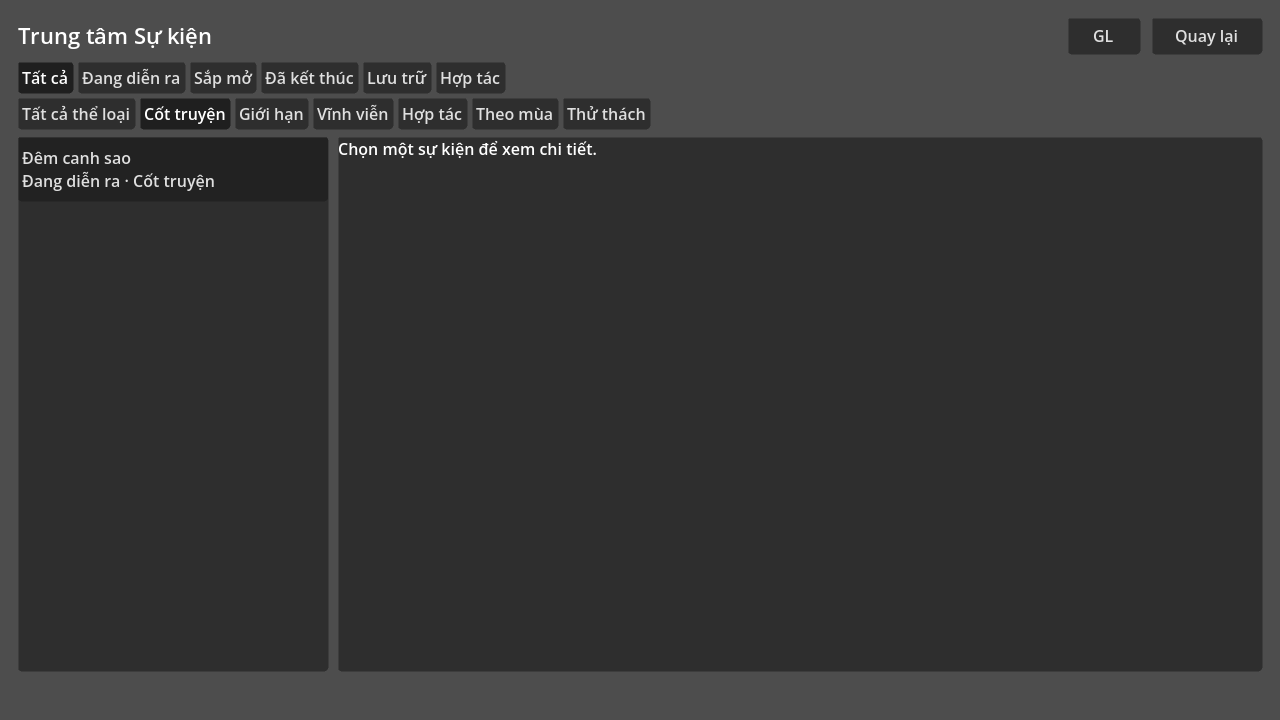 Trung tâm Sự kiện
GL
Quay lại
Tất cả
Đang diễn ra
Sắp mở
Đã kết thúc
Lưu trữ
Hợp tác
Tất cả thể loại
Cốt truyện
Giới hạn
Vĩnh viễn
Hợp tác
Theo mùa
Thử thách
Đêm canh sao
Đang diễn ra · Cốt truyện
Chọn một sự kiện để xem chi tiết.